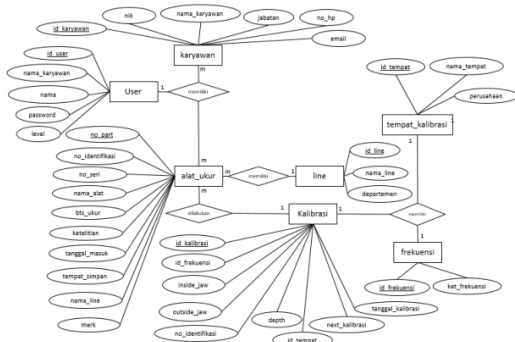 nik
nama_karyawan
jabatan
no_hp
id_karyawan
email
karyawan
id_user
nama_karyawan
nama
password
level
User
1
m
memiliki
id_tempat
nama_tempat
perusahaan
tempat_kalibrasi
1
1
no_part
no_identifikasi
no_seri
nama_alat
bts_ukur
ketelitian
tanggal_masuk
tempat_simpan
nama_line
merk
m
alat_ukur
m
memiliki
1
line
id_line
nama_line
departemen
m
dilakukan
1
Kalibrasi
1
memiliki
1
frekuensi
id_frekuensi
ket_frekuensi
id_kalibrasi
id_frekuensi
inside_jaw
outside_jaw
no_identifikasi
depth
id_tempat
next_kalibrasi
tanggal_kalibrasi